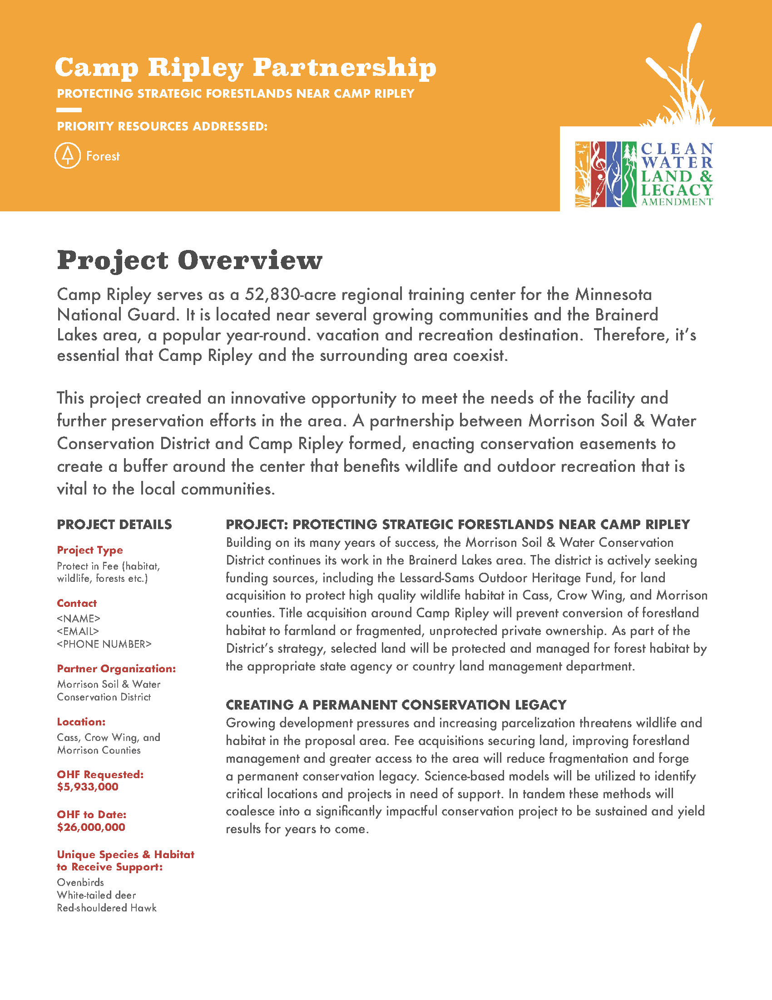 Camp Ripley Partnership
PROTECTING STRATEGIC FORESTLANDS NEAR CAMP RIPLEY
PRIORITY RESOURCES ADDRESSED:
Forest
CLEAN
WATER
LAND &
LEGACY
AMENDMENT
Project Overview
Camp Ripley serves as a 52,830-acre regional training center for the Minnesota
National Guard. It is located near several growing communities and the Brainerd
Lakes area, a popular year-round. vacation and recreation destination.  Therefore, it's
essential that Camp Ripley and the surrounding area coexist.
This project created an innovative opportunity to meet the needs of the facility and
further preservation efforts in the area. A partnership between Morrison Soil & Water
Conservation District and Camp Ripley formed, enacting conservation easements to
create a buffer around the center that benefits wildlife and outdoor recreation that is
vital to the local communities.
PROJECT DETAILS
Project Type
Protect in Fee (habitat,
wildlife, forests etc.)
Contact
<NAME>
<EMAIL>
<PHONE NUMBER>
Partner Organization:
Morrison Soil & Water
Conservation District
Location:
Cass, Crow Wing, and
Morrison Counties
OHF Requested:
$5,933,000
OHF to Date:
$26,000,000
Unique Species & Habitat
to Receive Support:
Ovenbirds
White-tailed deer
Red-shouldered Hawk
PROJECT: PROTECTING STRATEGIC FORESTLANDS NEAR CAMP RIPLEY
Building on its many years of success, the Morrison Soil & Water Conservation
District continues its work in the Brainerd Lakes area. The district is actively seeking
funding sources, including the Lessard-Sams Outdoor Heritage Fund, for land
acquisition to protect high quality wildlife habitat in Cass, Crow Wing, and Morrison
counties. Title acquisition around Camp Ripley will prevent conversion of forestland
habitat to farmland or fragmented, unprotected private ownership. As part of the
District's strategy, selected land will be protected and managed for forest habitat by
the appropriate state agency or country land management department.
CREATING A PERMANENT CONSERVATION LEGACY
Growing development pressures and increasing parcelization threatens wildlife and
habitat in the proposal area. Fee acquisitions securing land, improving forestland
management and greater access to the area will reduce fragmentation and forge
a permanent conservation legacy. Science-based models will be utilized to identify
critical locations and projects in need of support. In tandem these methods will
coalesce into a significantly impactful conservation project to be sustained and yield
results for years to come.